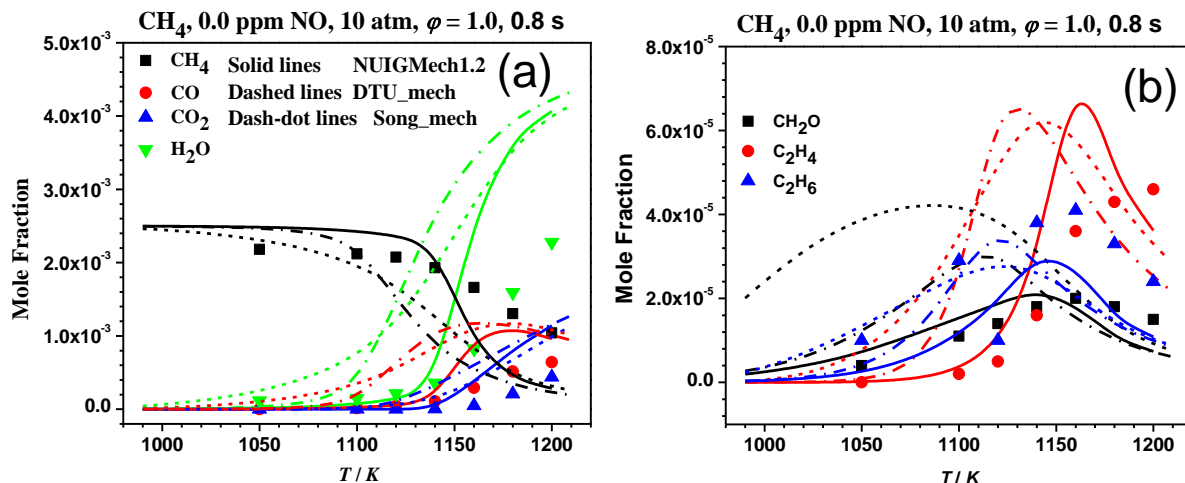 CH₄, 0.0 ppm NO, 10 atm, φ = 1.0, 0.8 s
(a)
5.0x10⁻³
4.0x10⁻³
3.0x10⁻³
2.0x10⁻³
1.0x10⁻³
0.0
Mole Fraction
CH₄ Solid lines NUIGMech1.2
CO Dashed lines DTU_mech
CO₂ Dash-dot lines Song_mech
H₂O
1000 1050 1100 1150 1200
T / K
CH₄, 0.0 ppm NO, 10 atm, φ = 1.0, 0.8 s
(b)
8.0x10⁻⁵
6.0x10⁻⁵
4.0x10⁻⁵
2.0x10⁻⁵
0.0
Mole Fraction
CH₂O
C₂H₄
C₂H₆
1000 1050 1100 1150 1200
T / K